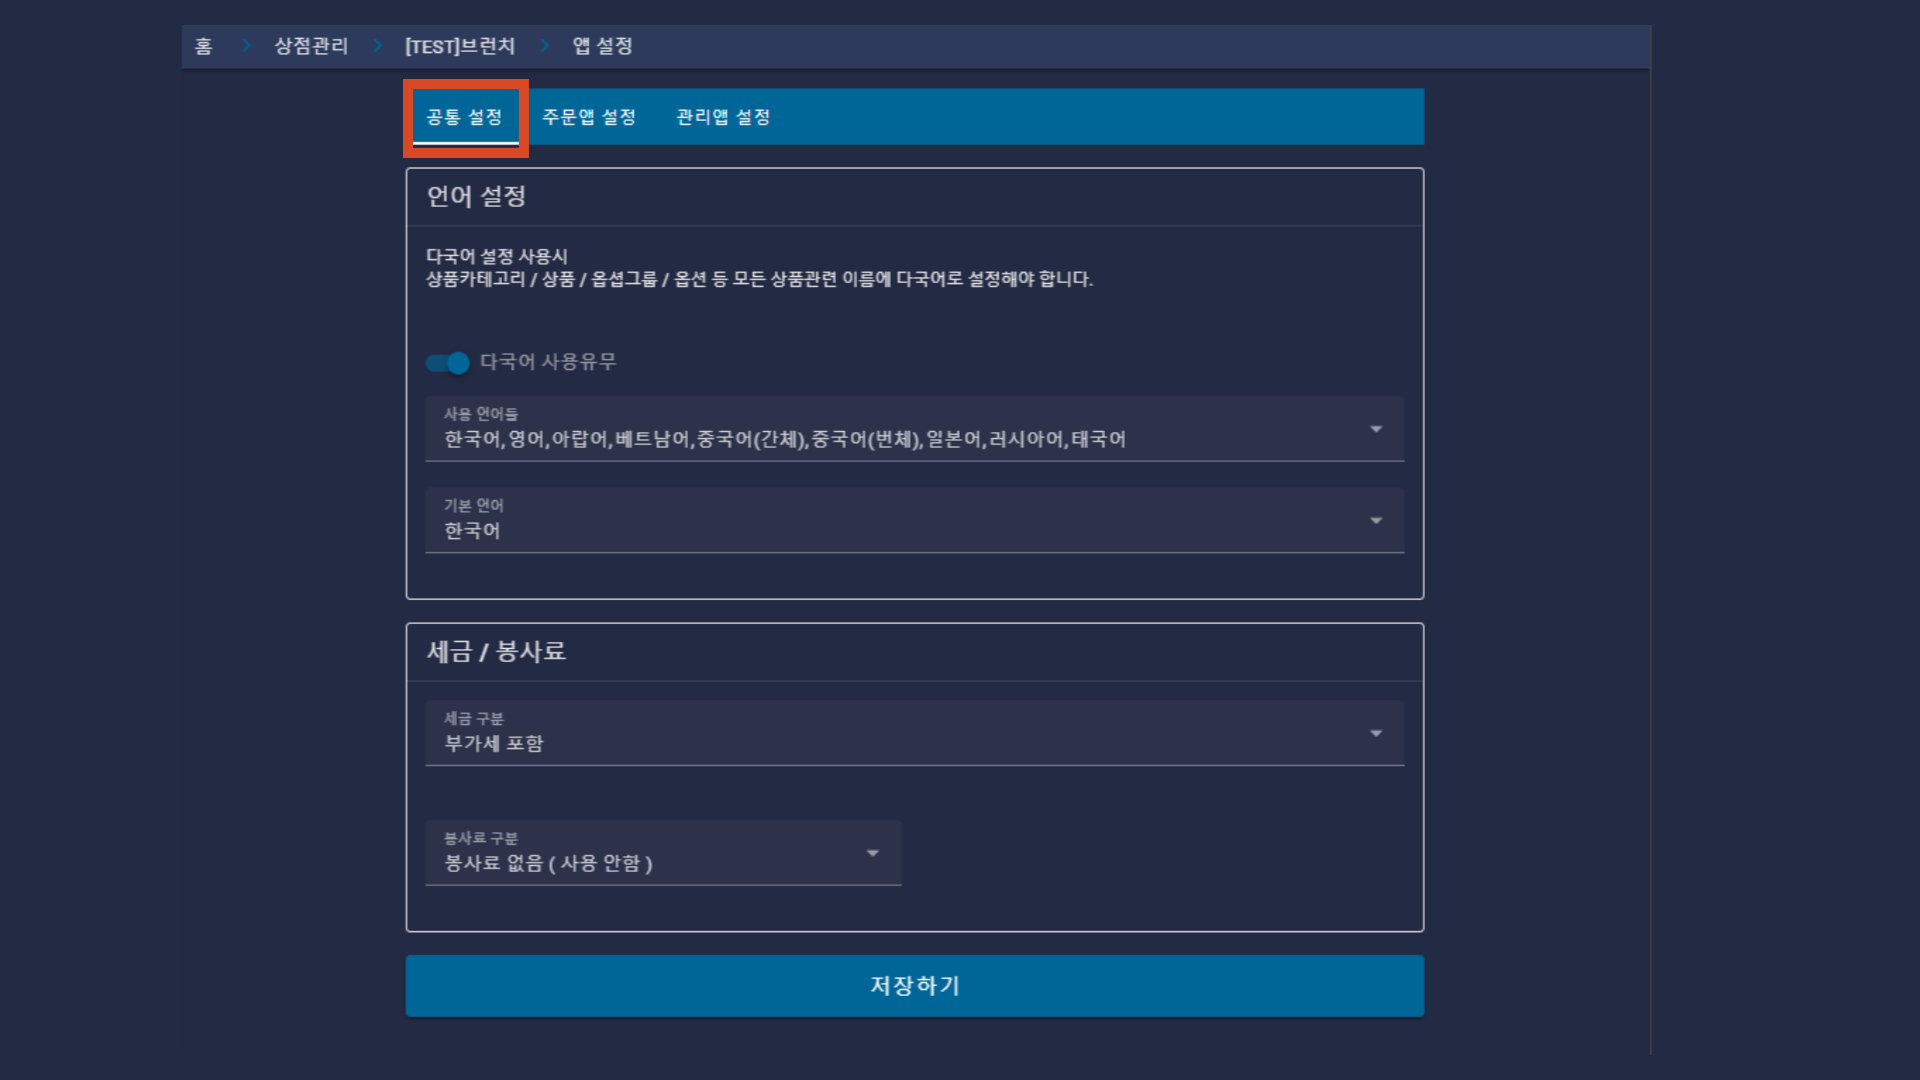 홈 > 상점관리 > [TEST]브런치 > 앱 설정
공통 설정 주문앱 설정 관리앱 설정
언어 설정
다국어 설정 사용시
상품카테고리 / 상품 / 옵셥그룹 / 옵션 등 모든 상품관련 이름에 다국어로 설정해야 합니다.
다국어 사용유무
사용 언어들
한국어,영어,아랍어,베트남어,중국어(간체),중국어(번체),일본어,러시아어,태국어
기본 언어
한국어
세금 / 봉사료
세금 구분
부가세 포함
봉사료 구분
봉사료 없음 ( 사용 안함 )
저장하기